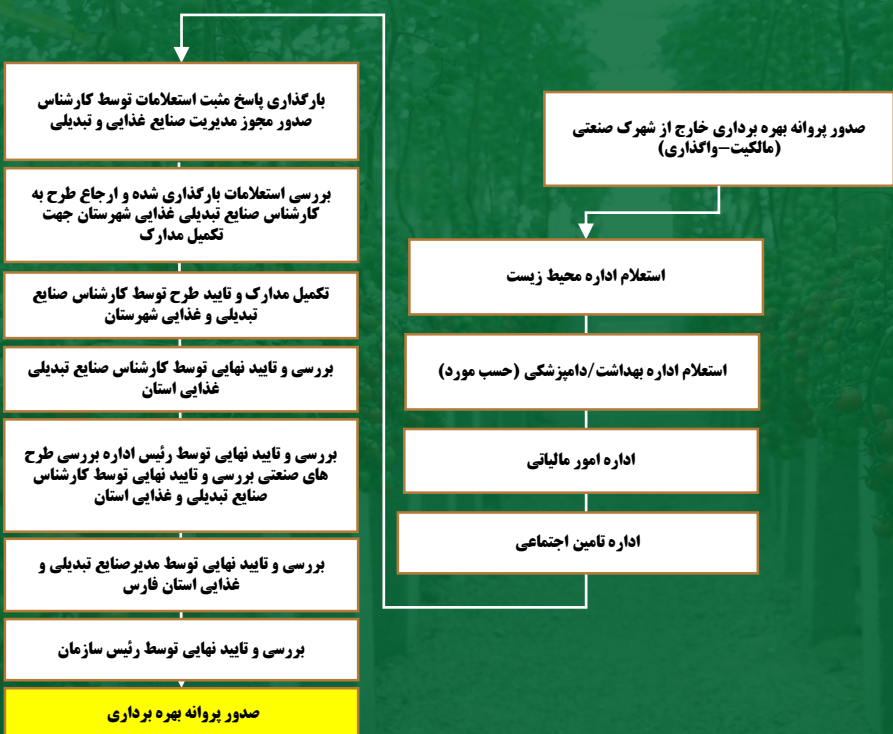 صدور پروانه بهره برداری خارج از شهرک صنعتی
(مالکیت-واگذاری)
استعلام اداره محیط زیست
استعلام اداره بهداشت/دامپزشکی (حسب مورد)
اداره امور مالیاتی
اداره تامین اجتماعی
بارگذاری پاسخ مثبت استعلامات توسط کارشناس
صدور مجوز مدیریت صنایع غذایی و تبدیلی
بررسی استعلامات بارگذاری شده و ارجاع طرح به
کارشناس صنایع تبدیلی غذایی شهرستان جهت
تکمیل مدارک
تکمیل مدارک و تایید طرح توسط کارشناس صنایع
تبدیلی و غذایی شهرستان
بررسی و تایید نهایی توسط کارشناس صنایع تبدیلی
غذایی استان
بررسی و تایید نهایی توسط رئیس اداره بررسی طرح
های صنعتی بررسی و تایید نهایی توسط کارشناس
صنایع تبدیلی و غذایی استان
بررسی و تایید نهایی توسط مدیرصنایع تبدیلی و
غذایی استان فارس
بررسی و تایید نهایی توسط رئیس سازمان
صدور پروانه بهره برداری